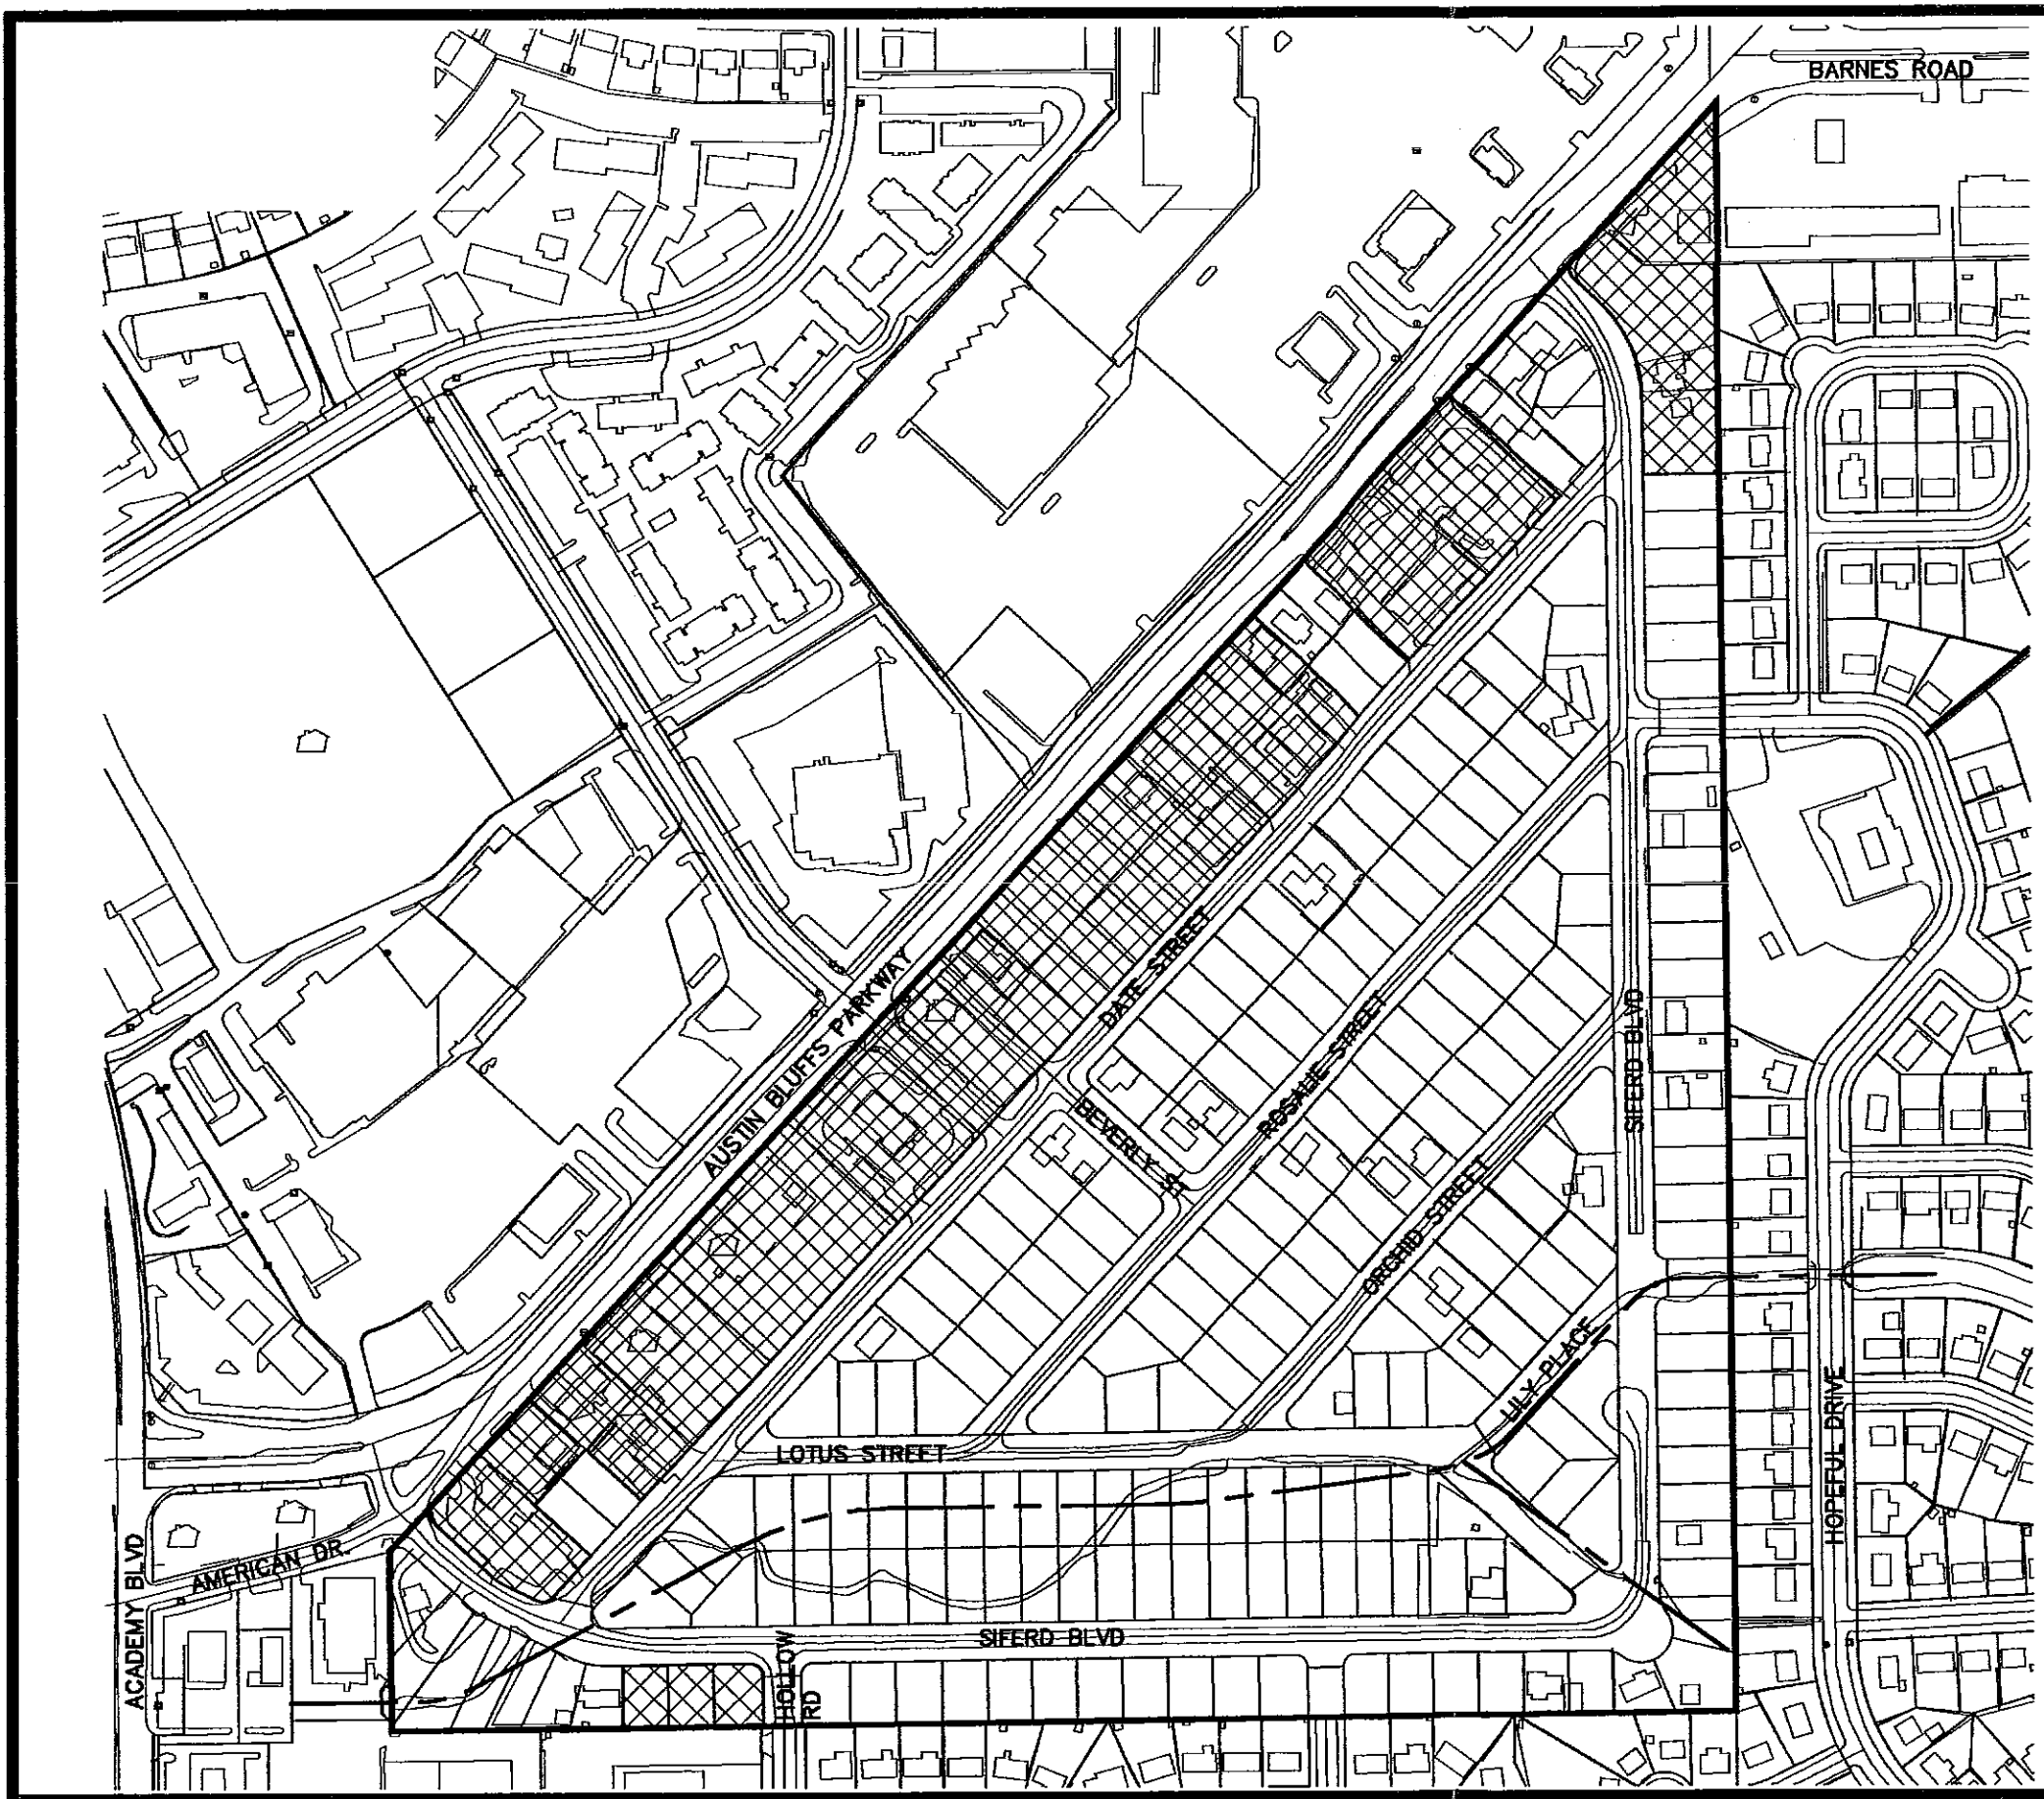 BARNES ROAD
AUSTIN BLUFFS PARKWAY
DATE STREET
ROSALIE STREET
SIFERD BLVD
BEVERLY ST
ORCHID STREET
LILY PLACE
HOPEFUL DRIVE
LOTUS STREET
AMERICAN DR.
ACADEMY BLVD
SIFERD BLVD
HOLLOW
RD